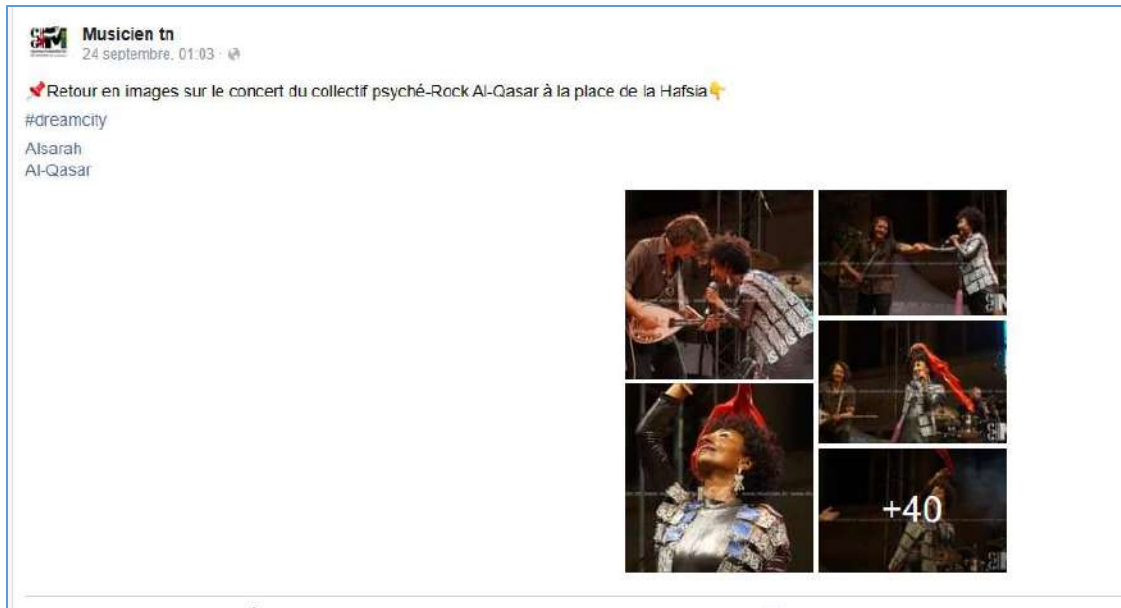 Musicien tn
24 septembre, 01:03
📌Retour en images sur le concert du collectif psyché-Rock Al-Qasar à la place de la Hafsia👇
#dreamcity
Alsarah
Al-Qasar
+40